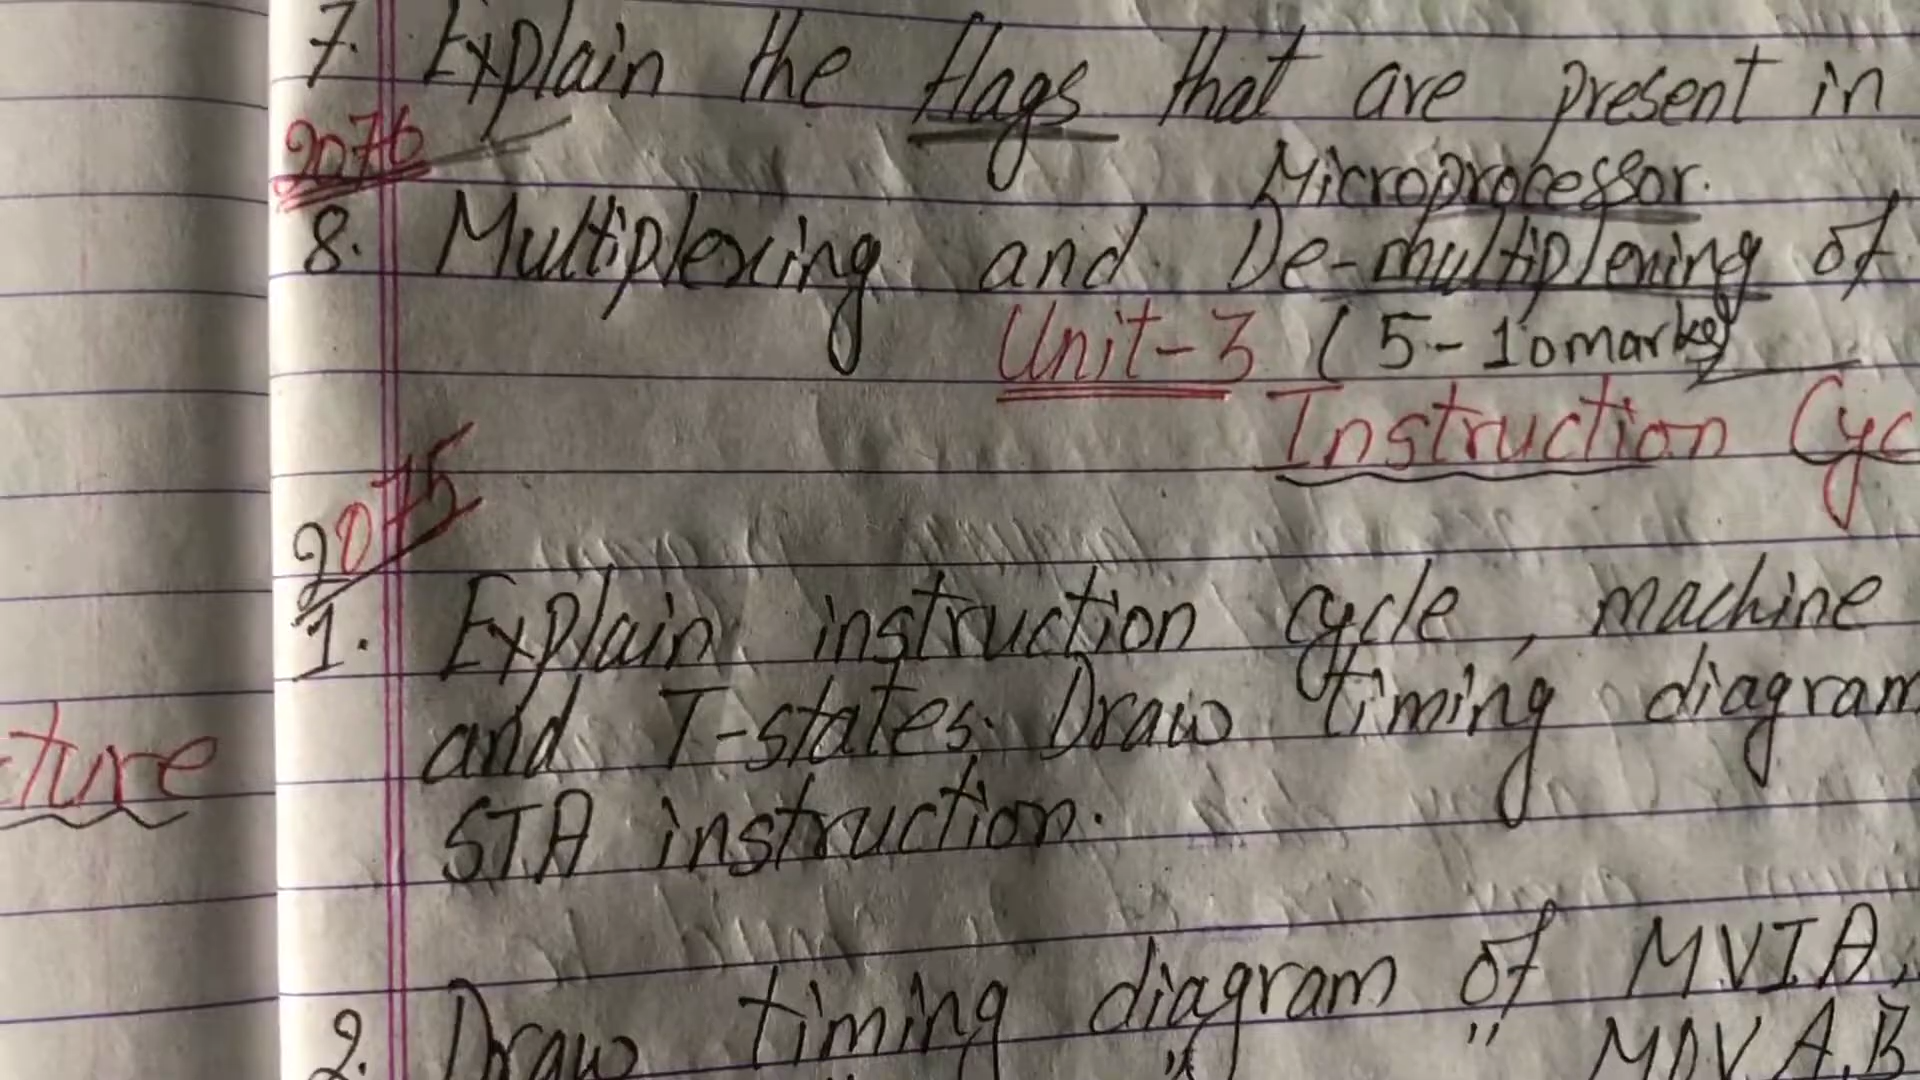 7. Explain the flags that are present in
Microprocessor.
2076
8. Multiplexing and De-multiplexing of
Unit-3 (5-10 marks)
Instruction Cyc
2075
1. Explain instruction cycle, machine
and T-states. Draw timing diagram
STA instruction.
ture
2. Draw timing diagram of MVI A,
" " " MOV A,B